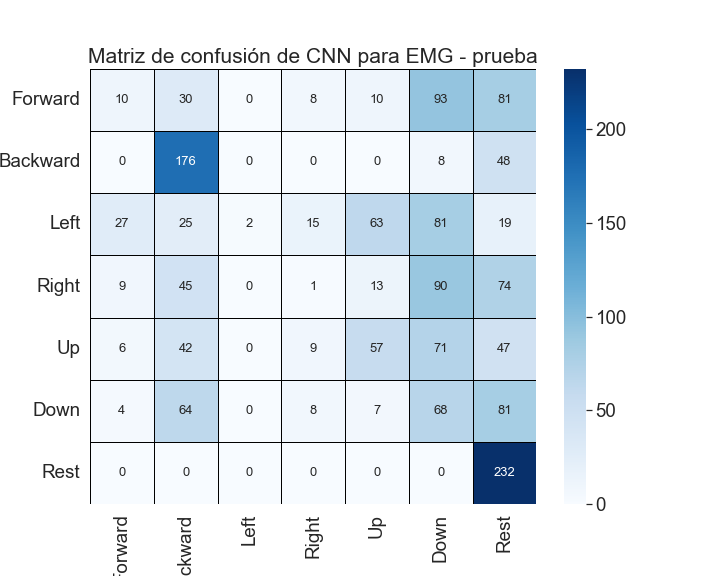 Matriz de confusión de CNN para EMG - prueba
Forward 10 30 0 8 10 93 81
Backward 0 176 0 0 0 8 48
Left 27 25 2 15 63 81 19
Right 9 45 0 1 13 90 74
Up 6 42 0 9 57 71 47
Down 4 64 0 8 7 68 81
Rest 0 0 0 0 0 0 232
Forward ckward Left Right Up Down Rest
200
150
100
50
0